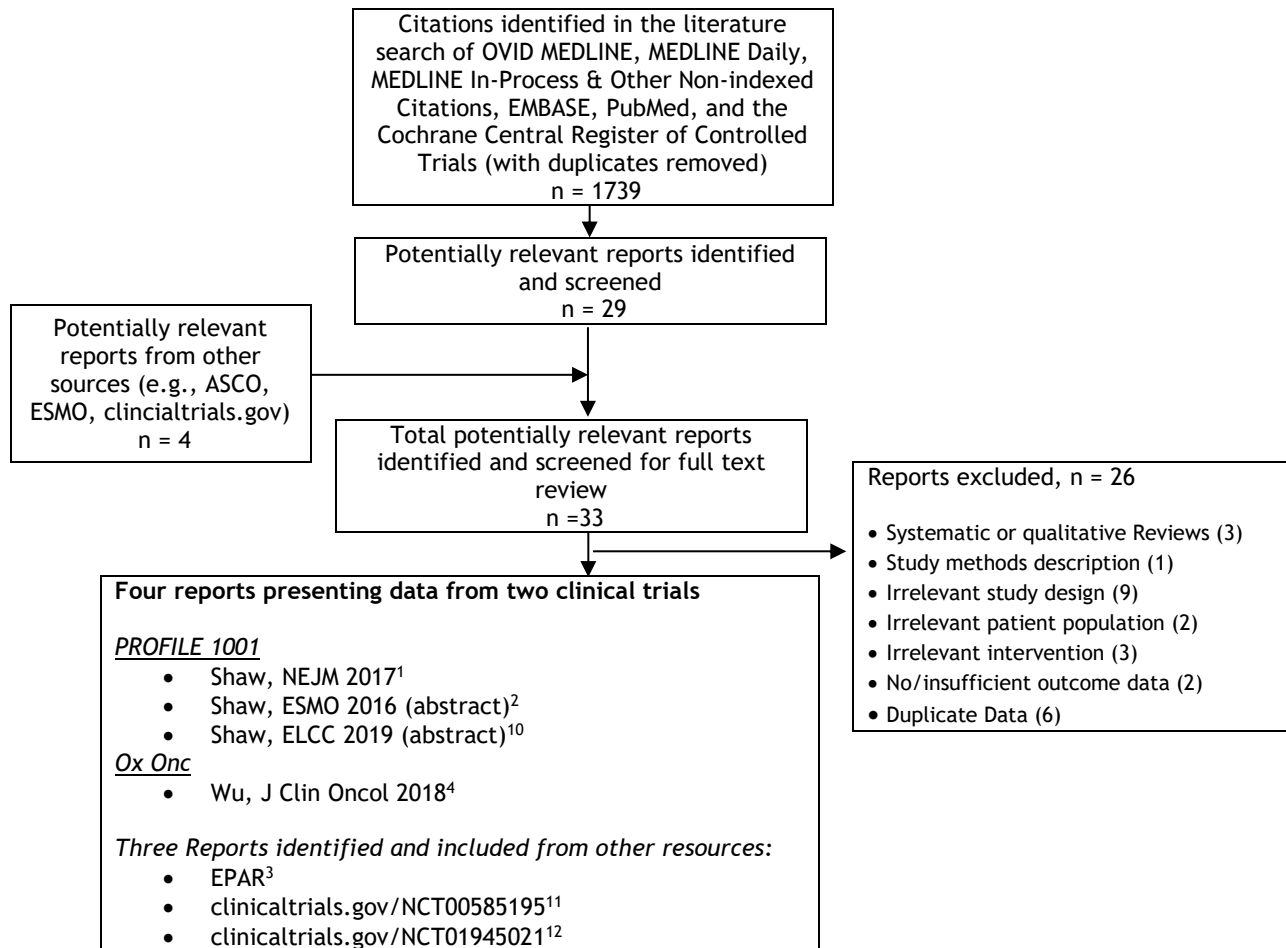 Citations identified in the literature
search of OVID MEDLINE, MEDLINE Daily,
MEDLINE In-Process & Other Non-indexed
Citations, EMBASE, PubMed, and the
Cochrane Central Register of Controlled
Trials (with duplicates removed)
n = 1739
Potentially relevant reports identified
and screened
n = 29
Potentially relevant
reports from other
sources (e.g., ASCO,
ESMO, clincialtrials.gov)
n = 4
Total potentially relevant reports
identified and screened for full text
review
n =33
Reports excluded, n = 26
• Systematic or qualitative Reviews (3)
• Study methods description (1)
• Irrelevant study design (9)
• Irrelevant patient population (2)
• Irrelevant intervention (3)
• No/insufficient outcome data (2)
• Duplicate Data (6)
Four reports presenting data from two clinical trials
PROFILE 1001
• Shaw, NEJM 2017¹
• Shaw, ESMO 2016 (abstract)²
• Shaw, ELCC 2019 (abstract)¹⁰
Ox Onc
• Wu, J Clin Oncol 2018⁴
Three Reports identified and included from other resources:
• EPAR³
• clinicaltrials.gov/NCT00585195¹¹
• clinicaltrials.gov/NCT01945021¹²